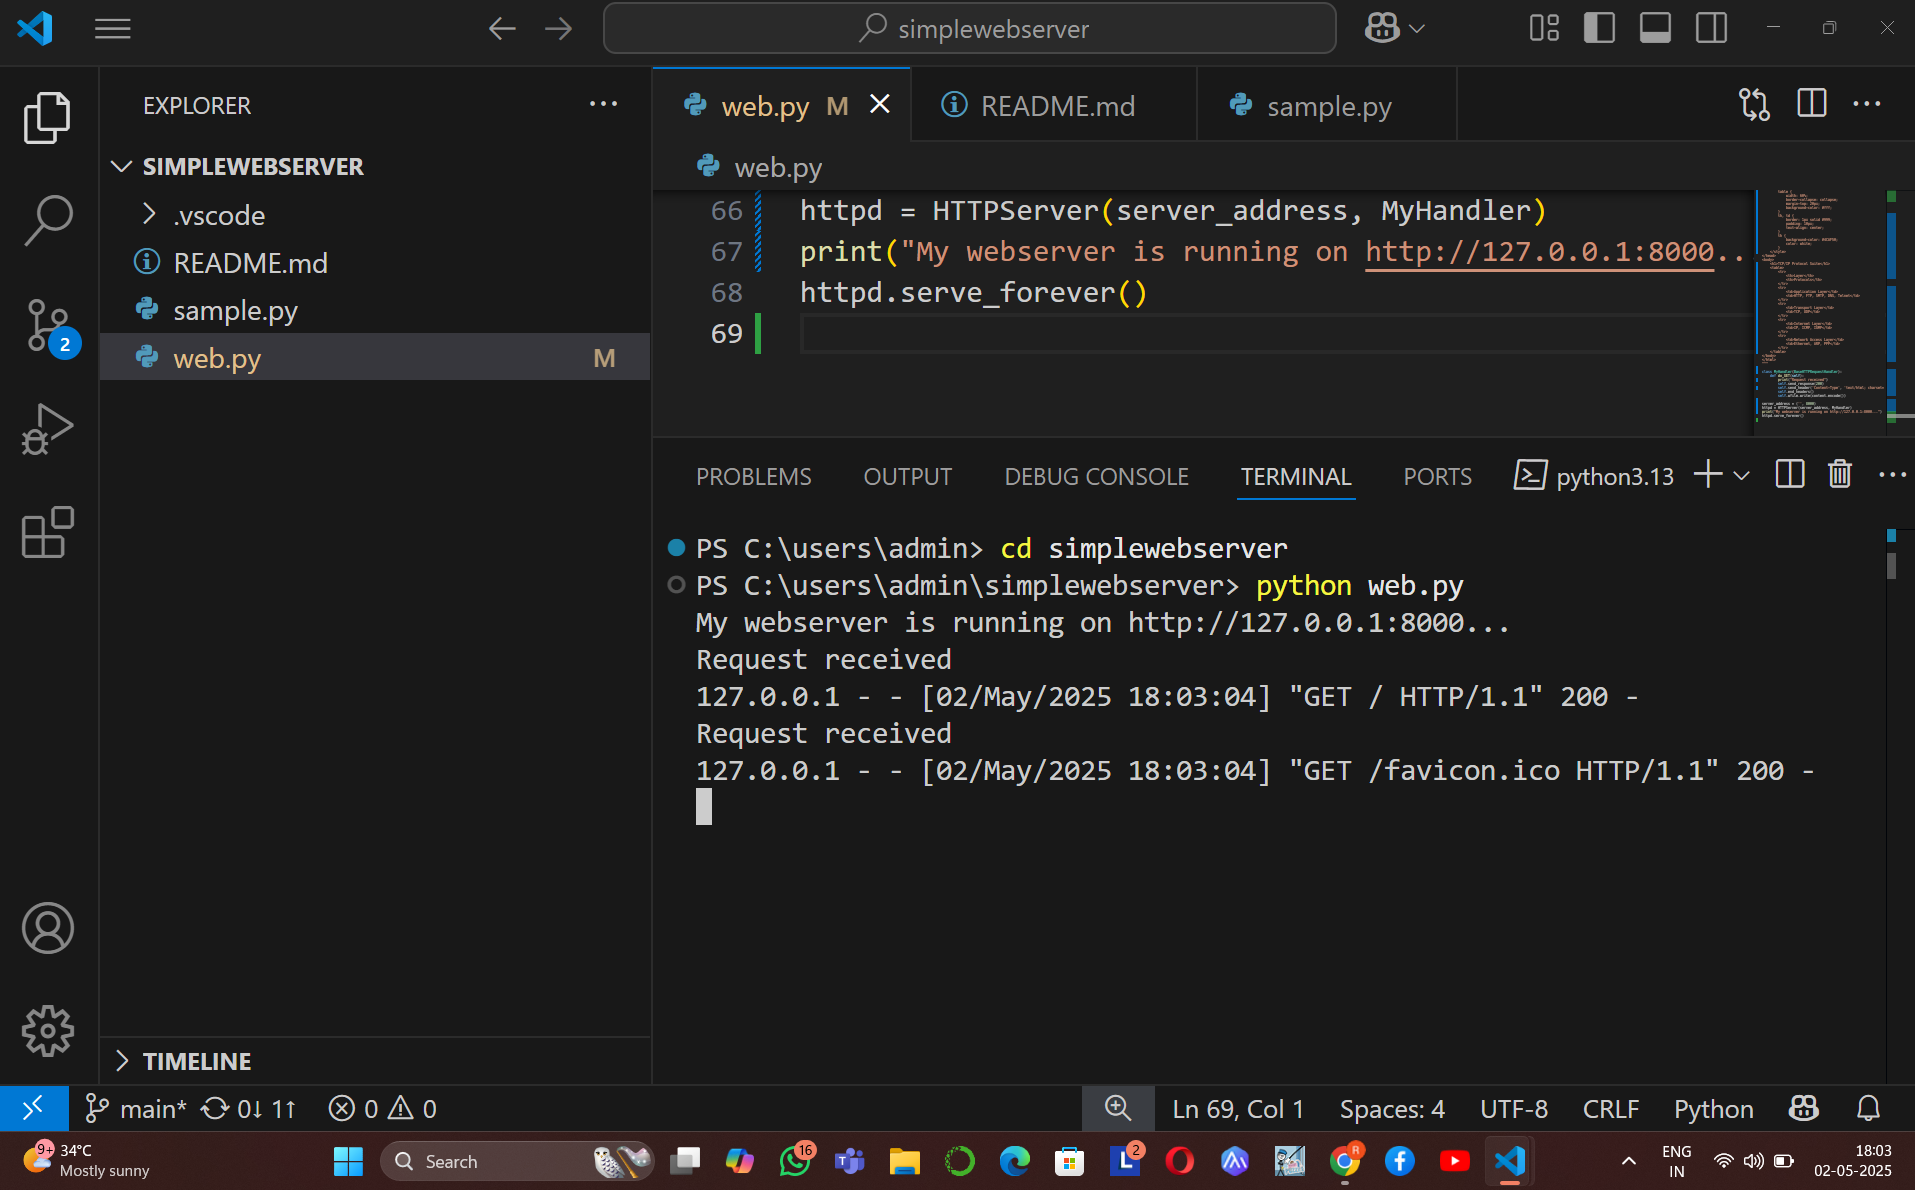 simplewebserver
EXPLORER
SIMPLEWEBSERVER
.vscode
README.md
sample.py
web.py M
2
TIMELINE
web.py M
README.md
sample.py
web.py
66 httpd = HTTPServer(server_address, MyHandler)
67 print("My webserver is running on http://127.0.0.1:8000..
68 httpd.serve_forever()
69
PROBLEMS OUTPUT DEBUG CONSOLE TERMINAL PORTS python3.13
PS C:\users\admin> cd simplewebserver
PS C:\users\admin\simplewebserver> python web.py
My webserver is running on http://127.0.0.1:8000...
Request received
127.0.0.1 - - [02/May/2025 18:03:04] "GET / HTTP/1.1" 200 -
Request received
127.0.0.1 - - [02/May/2025 18:03:04] "GET /favicon.ico HTTP/1.1" 200 -
main* 0↓ 1↑ 0 0 Ln 69, Col 1 Spaces: 4 UTF-8 CRLF Python
9+ 34°C
Mostly sunny
Search
16
2
R
ENG
IN
18:03
02-05-2025